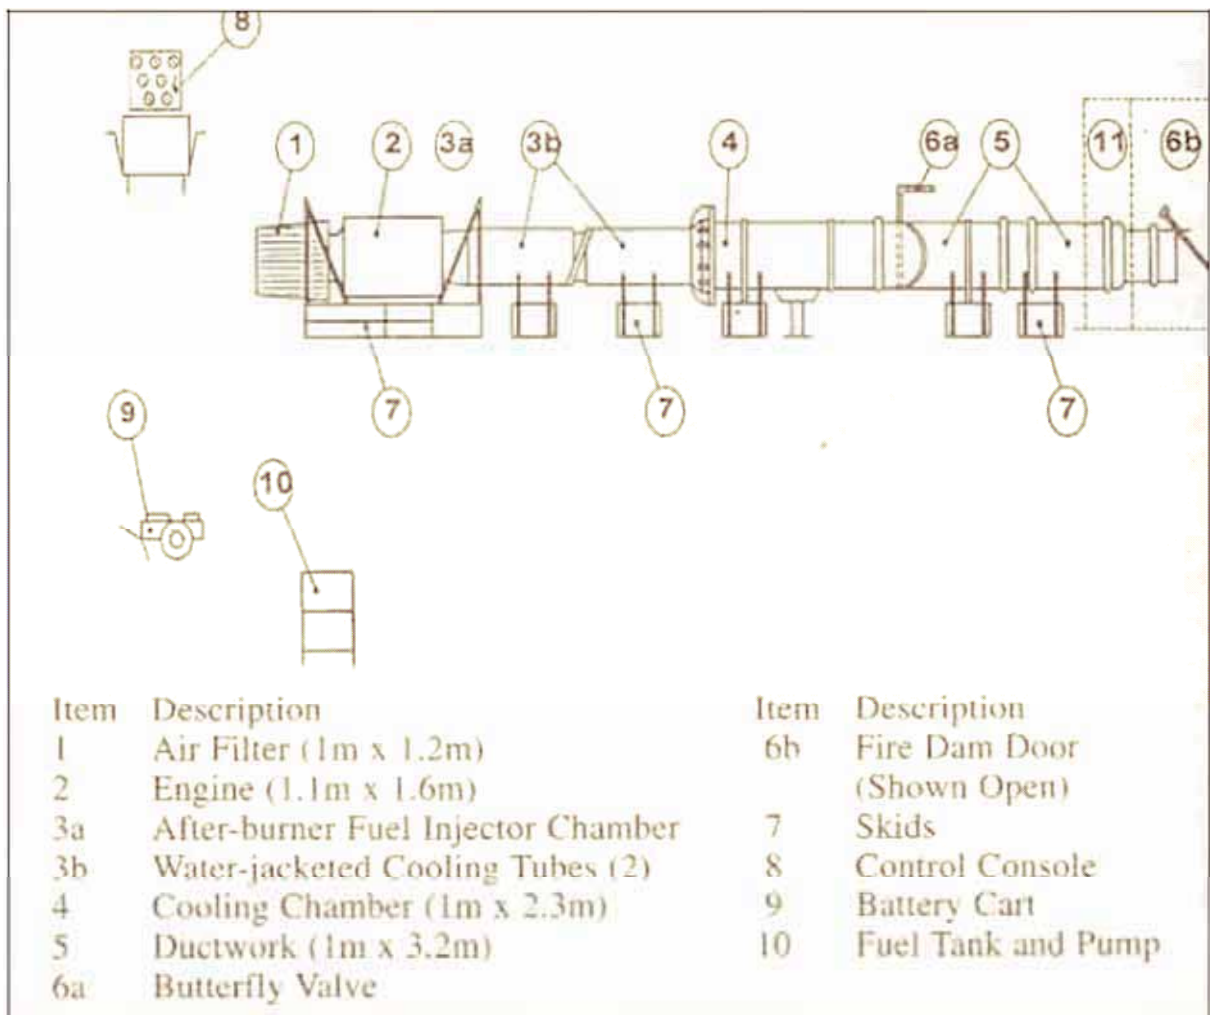 8
1 2 3a 3b 4 6a 5 11 6b
7 7 7
9
10
Item Description
1 Air Filter (1m x 1.2m)
2 Engine (1.1m x 1.6m)
3a After-burner Fuel Injector Chamber
3b Water-jacketed Cooling Tubes (2)
4 Cooling Chamber (1m x 2.3m)
5 Ductwork (1m x 3.2m)
6a Butterfly Valve
Item Description
6b Fire Dam Door
(Shown Open)
7 Skids
8 Control Console
9 Battery Cart
10 Fuel Tank and Pump